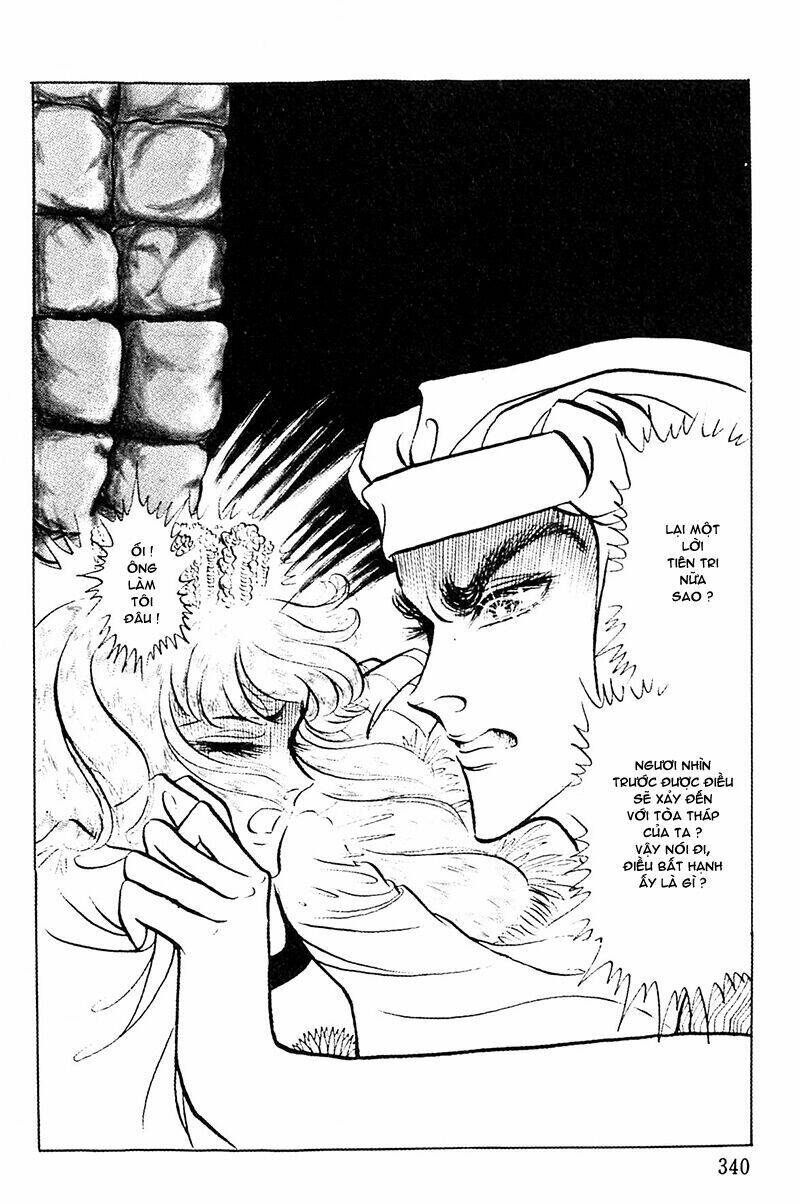 LẠI MỘT
LỜI
TIÊN TRI
NỮA
SAO ?
ỐI !
ÔNG
LÀM
TÔI
ĐÂU !
NGƯƠI NHÌN
TRƯỚC ĐƯỢC ĐIỀU
SẼ XẢY ĐẾN
VỚI TÒA THÁP
CỦA TA ?
VẬY NÓI ĐI,
ĐIỀU BẤT HẠNH
ẤY LÀ GÌ ?
340